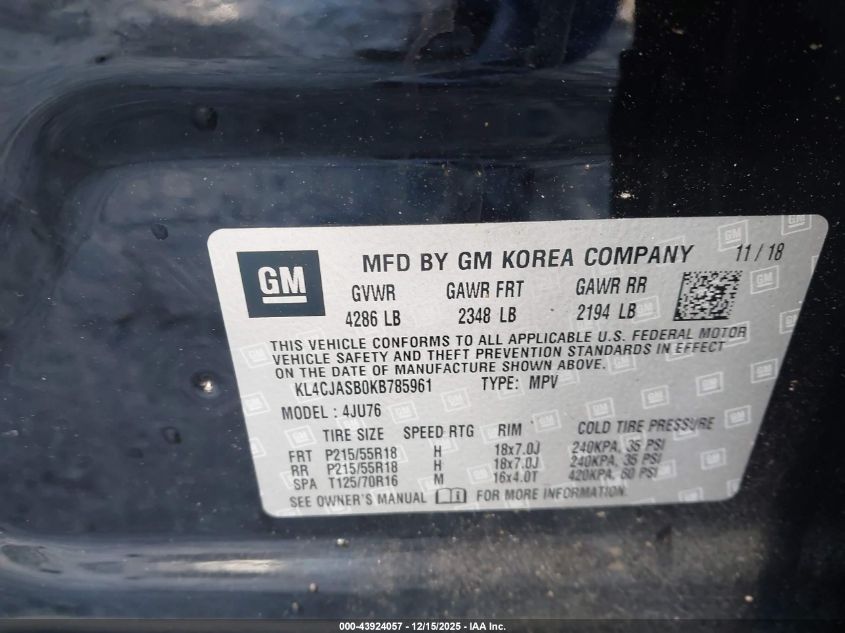 GM
MFD BY GM KOREA COMPANY 11 / 18
GVWR GAWR FRT GAWR RR
4286 LB 2348 LB 2194 LB
THIS VEHICLE CONFORMS TO ALL APPLICABLE U.S. FEDERAL MOTOR
VEHICLE SAFETY AND THEFT PREVENTION STANDARDS IN EFFECT
ON THE DATE OF MANUFACTURE SHOWN ABOVE.
KL4CJASB0KB785961 TYPE: MPV
MODEL : 4JU76
TIRE SIZE SPEED RTG RIM COLD TIRE PRESSURE
FRT P215/55R18 H 18x7.0J 240KPA, 35 PSI
RR P215/55R18 H 18x7.0J 240KPA, 35 PSI
SPA T125/70R16 M 16x4.0T 420KPA, 60 PSI
SEE OWNER'S MANUAL FOR MORE INFORMATION.
000-43924057 - 12/15/2025 - IAA Inc.